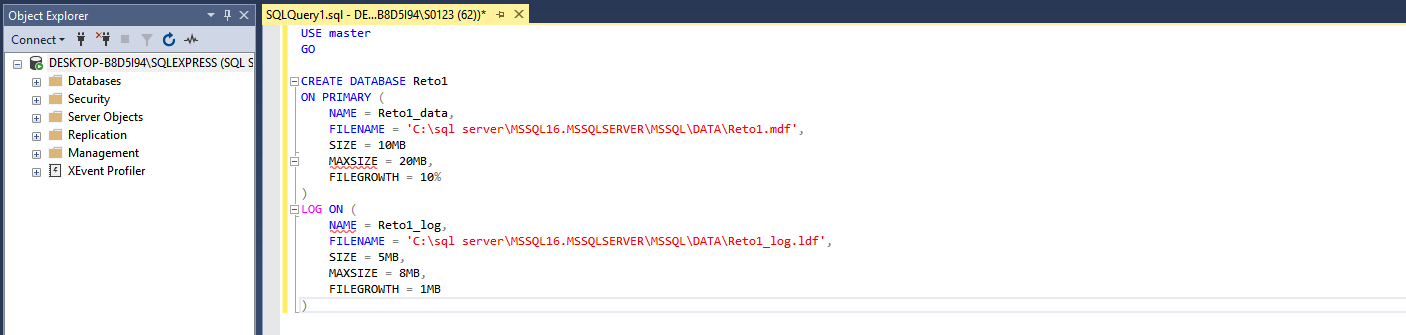 Object Explorer
Connect
DESKTOP-B8D5I94\SQLEXPRESS (SQL S
Databases
Security
Server Objects
Replication
Management
XEvent Profiler
SQLQuery1.sql - DE...B8D5I94\S0123 (62))*
USE master
GO
CREATE DATABASE Reto1
ON PRIMARY (
NAME = Reto1_data,
FILENAME = 'C:\sql server\MSSQL16.MSSQLSERVER\MSSQL\DATA\Reto1.mdf',
SIZE = 10MB
MAXSIZE = 20MB,
FILEGROWTH = 10%
)
LOG ON (
NAME = Reto1_log,
FILENAME = 'C:\sql server\MSSQL16.MSSQLSERVER\MSSQL\DATA\Reto1_log.ldf',
SIZE = 5MB,
MAXSIZE = 8MB,
FILEGROWTH = 1MB
)